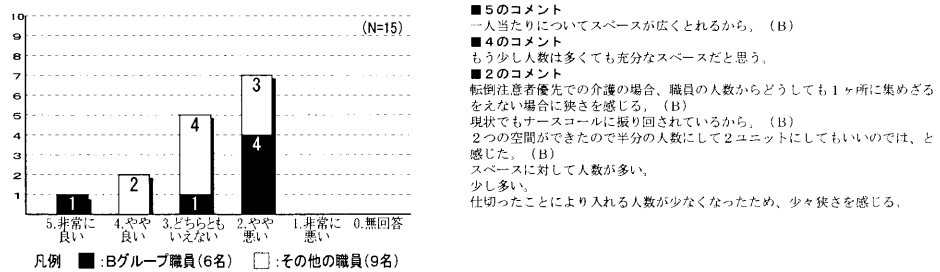 10
9
8
7
6
5
4
3
2
1
(N=15)
1
2
4
1
3
4
5.非常に
良い
4.やや
良い
3.どちらとも
いえない
2.やや
悪い
1.非常に
悪い
0.無回答
凡例 ■:Bグループ職員(6名) □:その他の職員(9名)
■5のコメント
一人当たりについてスペースが広くとれるから。(B)
■4のコメント
もう少し人数は多くても充分なスペースだと思う。
■2のコメント
転倒注意者優先での介護の場合、職員の人数からどうしても1ヶ所に集めざる
をえない場合に狭さを感じる。(B)
現状でもナースコールに振り回されているから。(B)
2つの空間ができたので半分の人数にして2ユニットにしてもいいのでは、と
感じた。(B)
スペースに対して人数が多い。
少し多い。
仕切ったことにより入れる人数が少なくなったため、少々狭さを感じる。